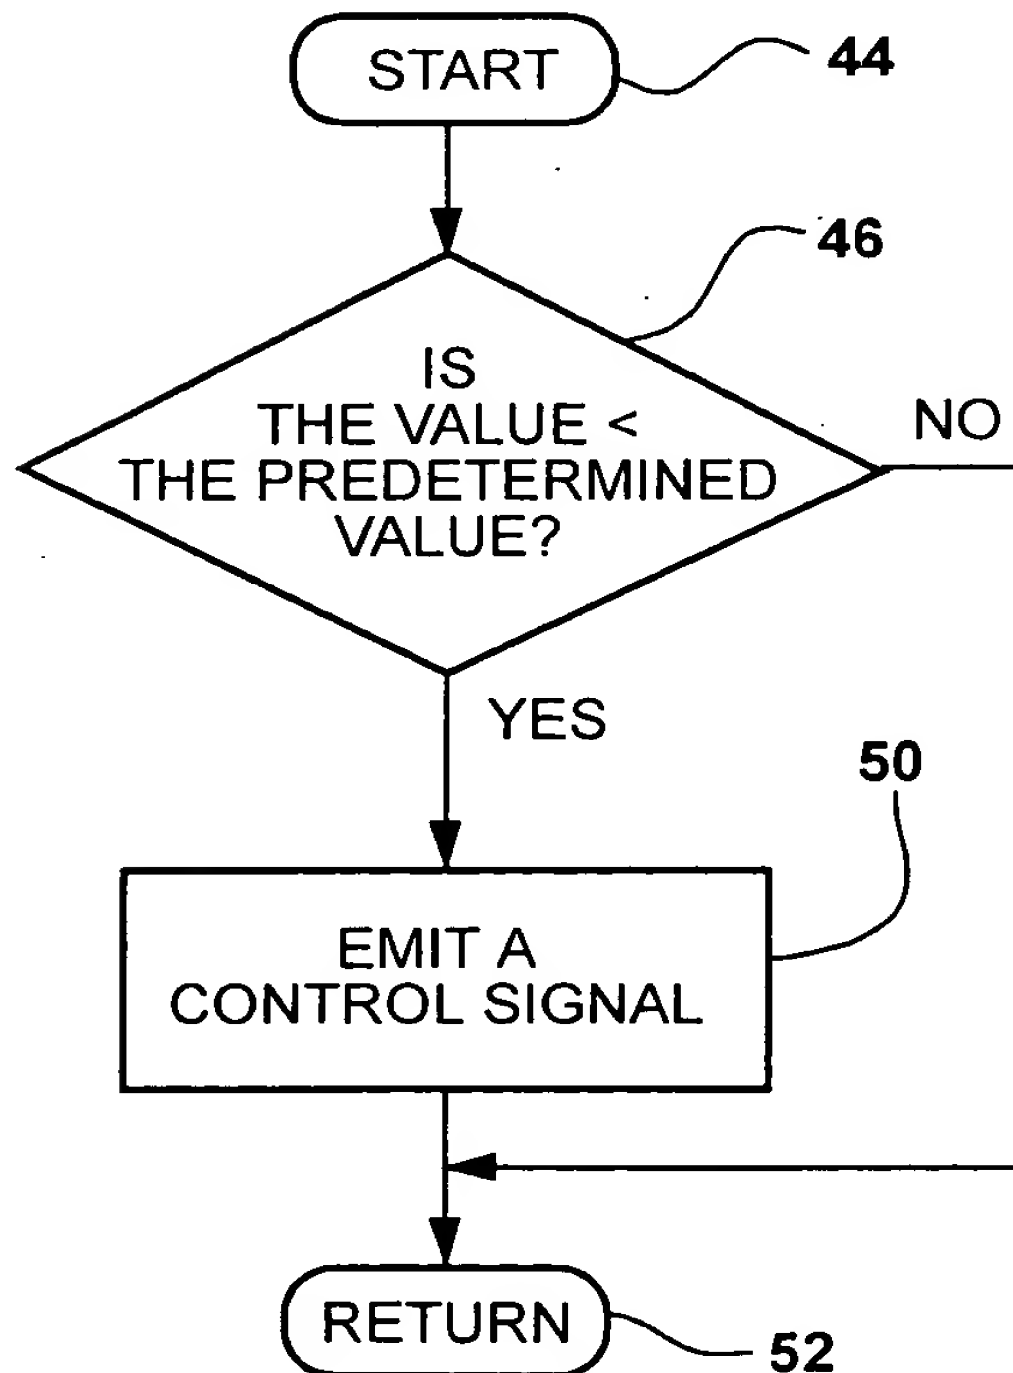 START
44
46
IS
THE VALUE <
THE PREDETERMINED
VALUE?
NO
YES
50
EMIT A
CONTROL SIGNAL
RETURN
52